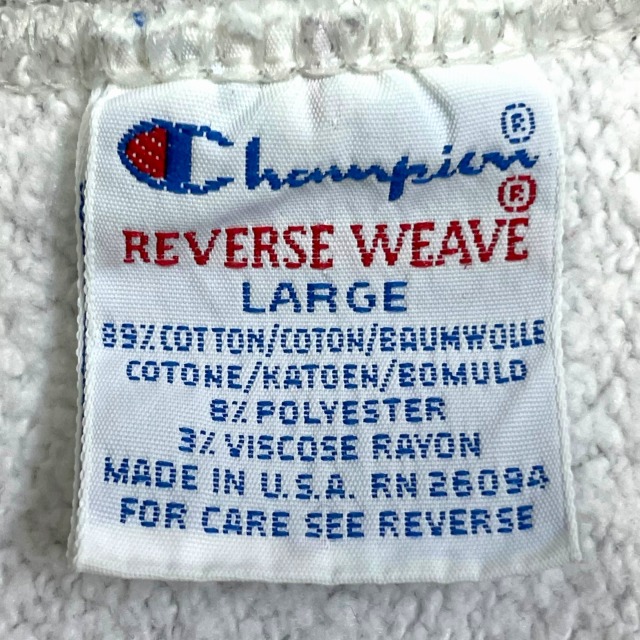 Champion®
REVERSE WEAVE®
LARGE
89% COTTON/COTON/BAUMWOLLE
COTONE/KATOEN/BOMULD
8% POLYESTER
3% VISCOSE RAYON
MADE IN U.S.A. RN 26094
FOR CARE SEE REVERSE